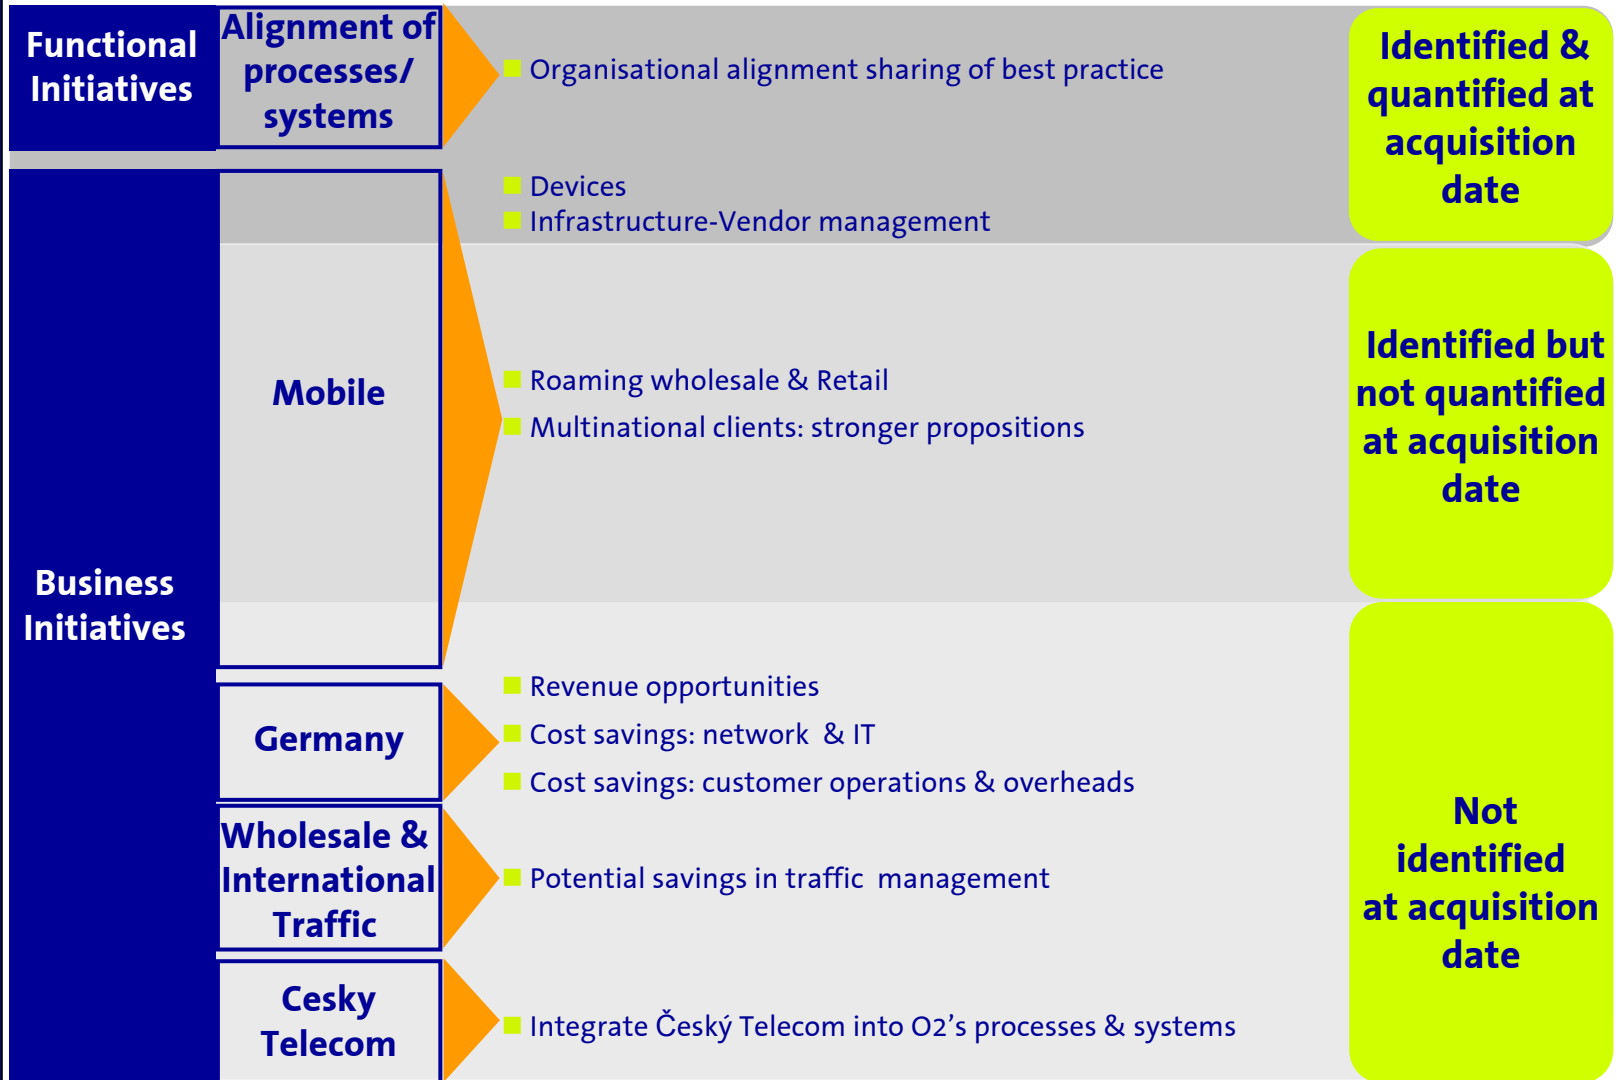 Functional
Initiatives
Alignment of
processes/
systems
Organisational alignment sharing of best practice
Identified &
quantified at
acquisition
date
Business
Initiatives
Mobile
Devices
Infrastructure-Vendor management
Roaming wholesale & Retail
Multinational clients: stronger propositions
Identified but
not quantified
at acquisition
date
Germany
Revenue opportunities
Cost savings: network & IT
Cost savings: customer operations & overheads
Wholesale &
International
Traffic
Potential savings in traffic management
Not
identified
at acquisition
date
Cesky
Telecom
Integrate Český Telecom into O2's processes & systems